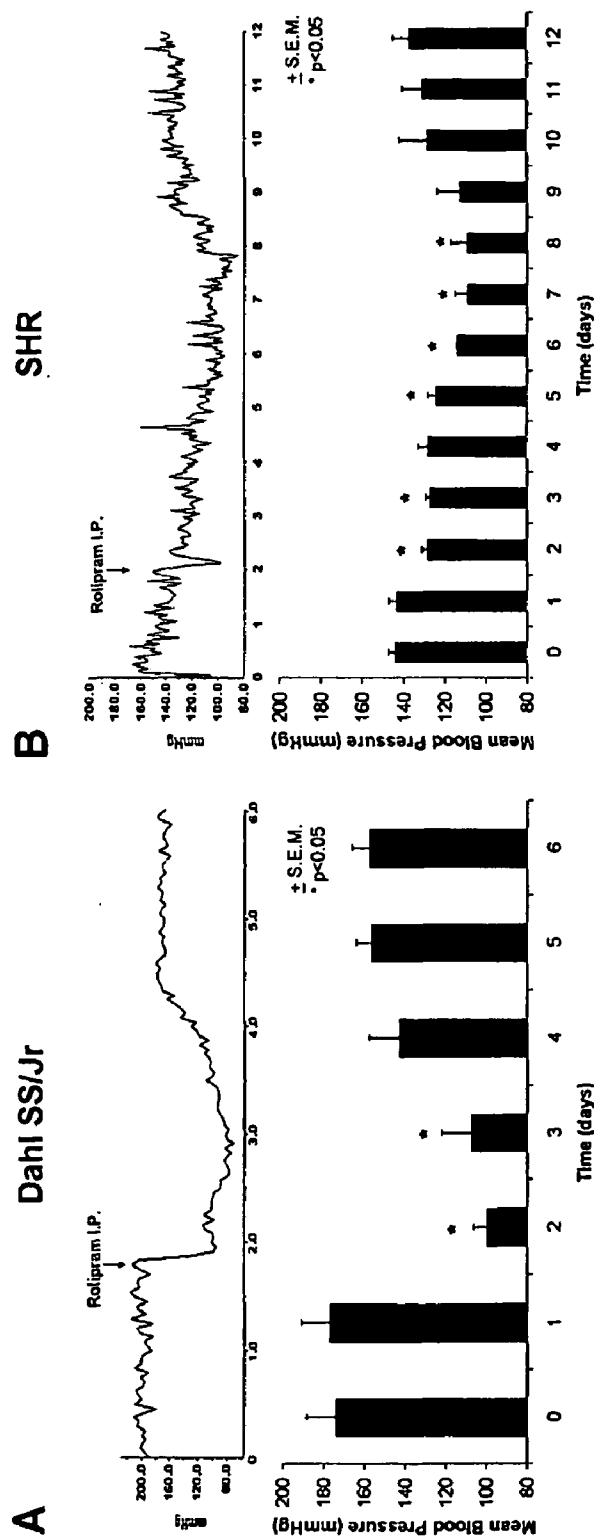 A
Dahl SS/Jr
Rolipram I.P.
200.0
160.0
120.0
80.0
mmHg
0 1.0 2.0 3.0 4.0 5.0 6.0
± S.E.M.
* p<0.05
200
180
160
140
120
100
80
Mean Blood Pressure (mmHg)
* *
0 1 2 3 4 5 6
Time (days)
B
SHR
Rolipram I.P.
200.0
160.0
140.0
120.0
100.0
80.0
mmHg
0 1 2 3 4 5 6 7 8 9 10 11 12
± S.E.M.
* p<0.05
200
180
160
140
120
100
80
Mean Blood Pressure (mmHg)
* * * * * *
0 1 2 3 4 5 6 7 8 9 10 11 12
Time (days)